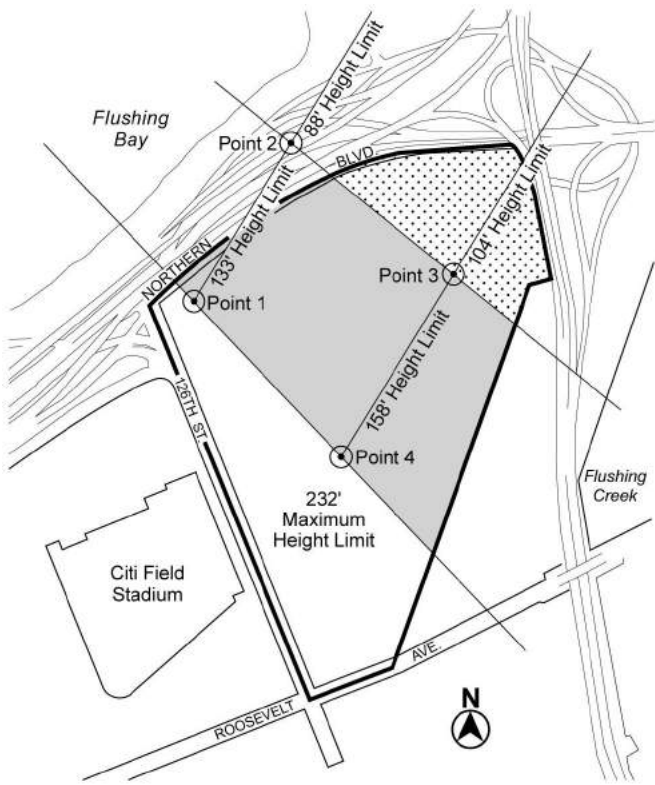 Flushing
Bay
Point 2
88' Height Limit
BLVD.
NORTHERN
133' Height Limit
104' Height Limit
Point 3
Point 1
158' Height Limit
126TH ST.
Point 4
232'
Maximum
Height Limit
Flushing
Creek
Citi Field
Stadium
AVE.
ROOSEVELT
N